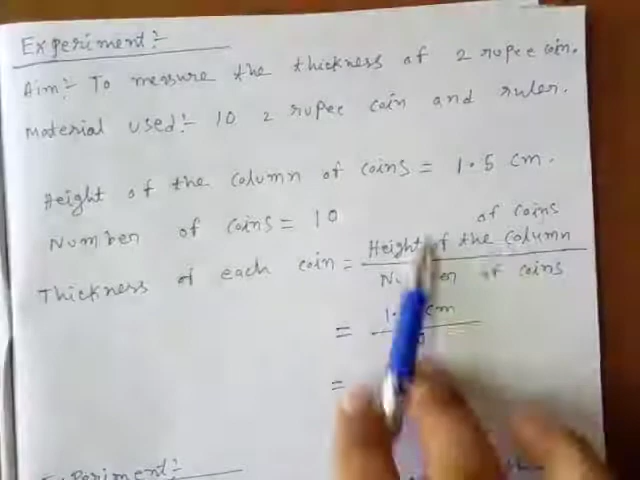 Experiment:-
Aim:- To measure the thickness of 2 rupee coin.
Material used:- 10 2 rupee coin and ruler.
Height of the column of coins = 1.5 cm.
Number of coins = 10
of coins
Thickness of each coin = Height of the column
of coins
= cm
=
Experiment:-